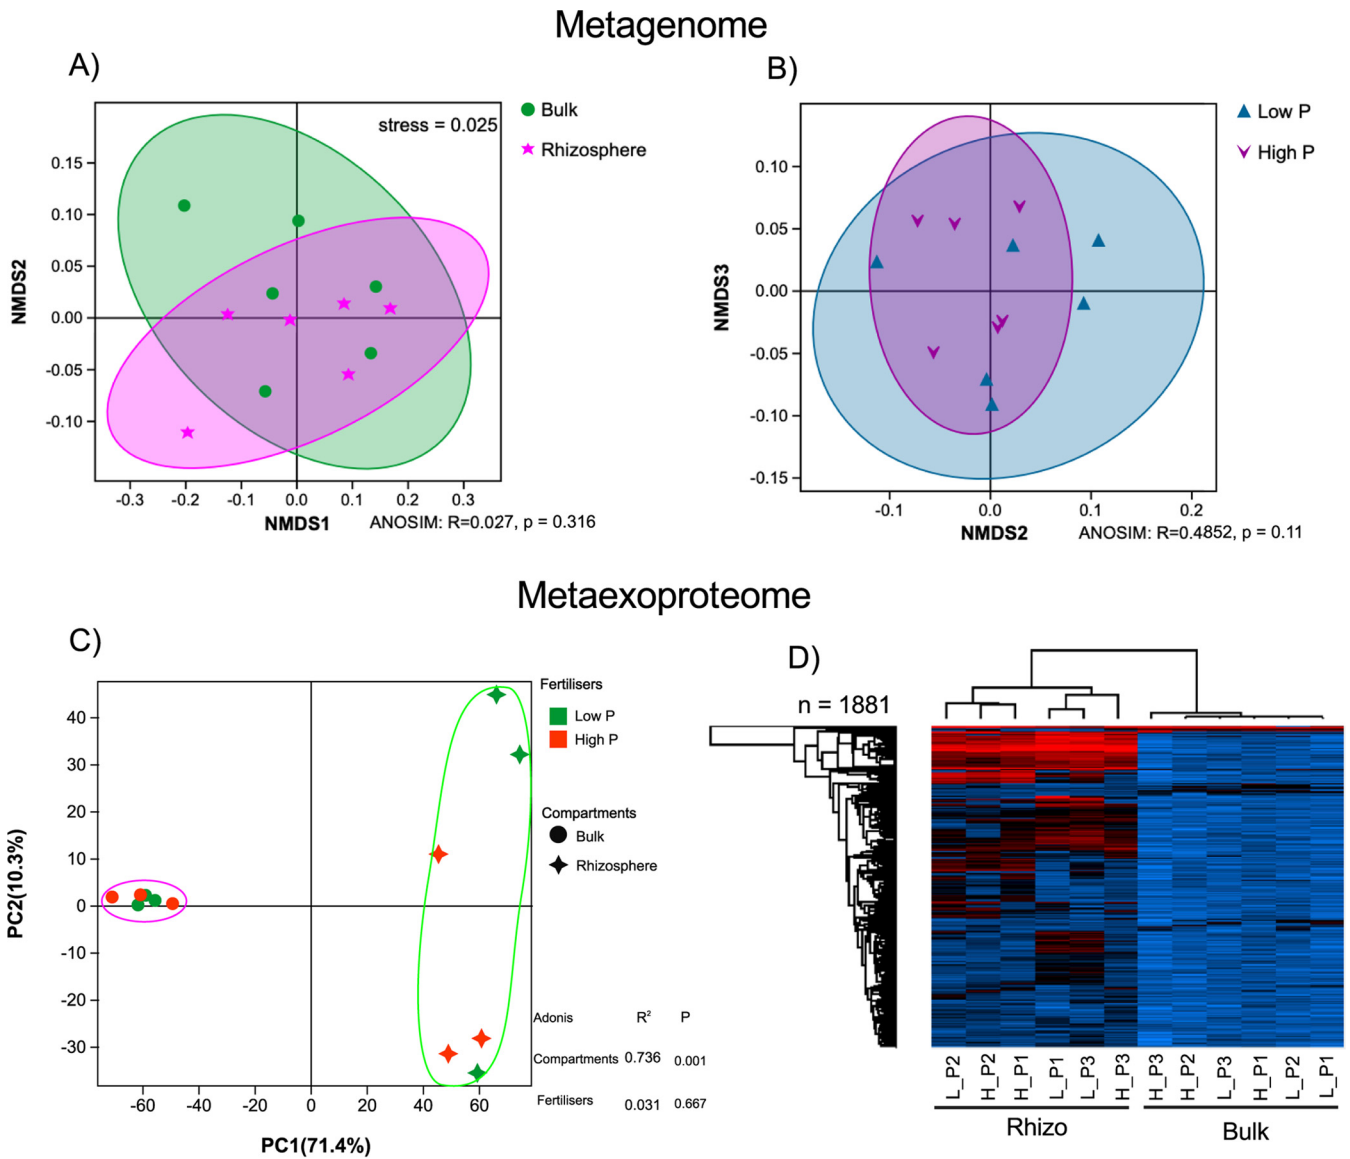 Metagenome
A)
stress = 0.025
Bulk
Rhizosphere
0.15
0.10
0.05
0.00
-0.05
-0.10
NMDS2
-0.3
-0.2
-0.1
0.0
0.1
0.2
0.3
NMDS1
ANOSIM: R=0.027, p = 0.316
B)
Low P
High P
0.10
0.05
0.00
-0.05
-0.10
-0.15
NMDS3
-0.1
0.0
0.1
0.2
NMDS2
ANOSIM: R=0.4852, p = 0.11
Metaexoproteome
C)
Fertilisers
Low P
High P
Compartments
Bulk
Rhizosphere
40
30
20
10
0
-10
-20
-30
PC2(10.3%)
-60
-40
-20
0
20
40
60
PC1(71.4%)
Adonis R² P
Compartments 0.736 0.001
Fertilisers 0.031 0.667
D)
n = 1881
L_P2
H_P2
H_P1
L_P1
L_P3
H_P3
H_P3
H_P2
L_P3
H_P1
L_P2
L_P1
Rhizo
Bulk